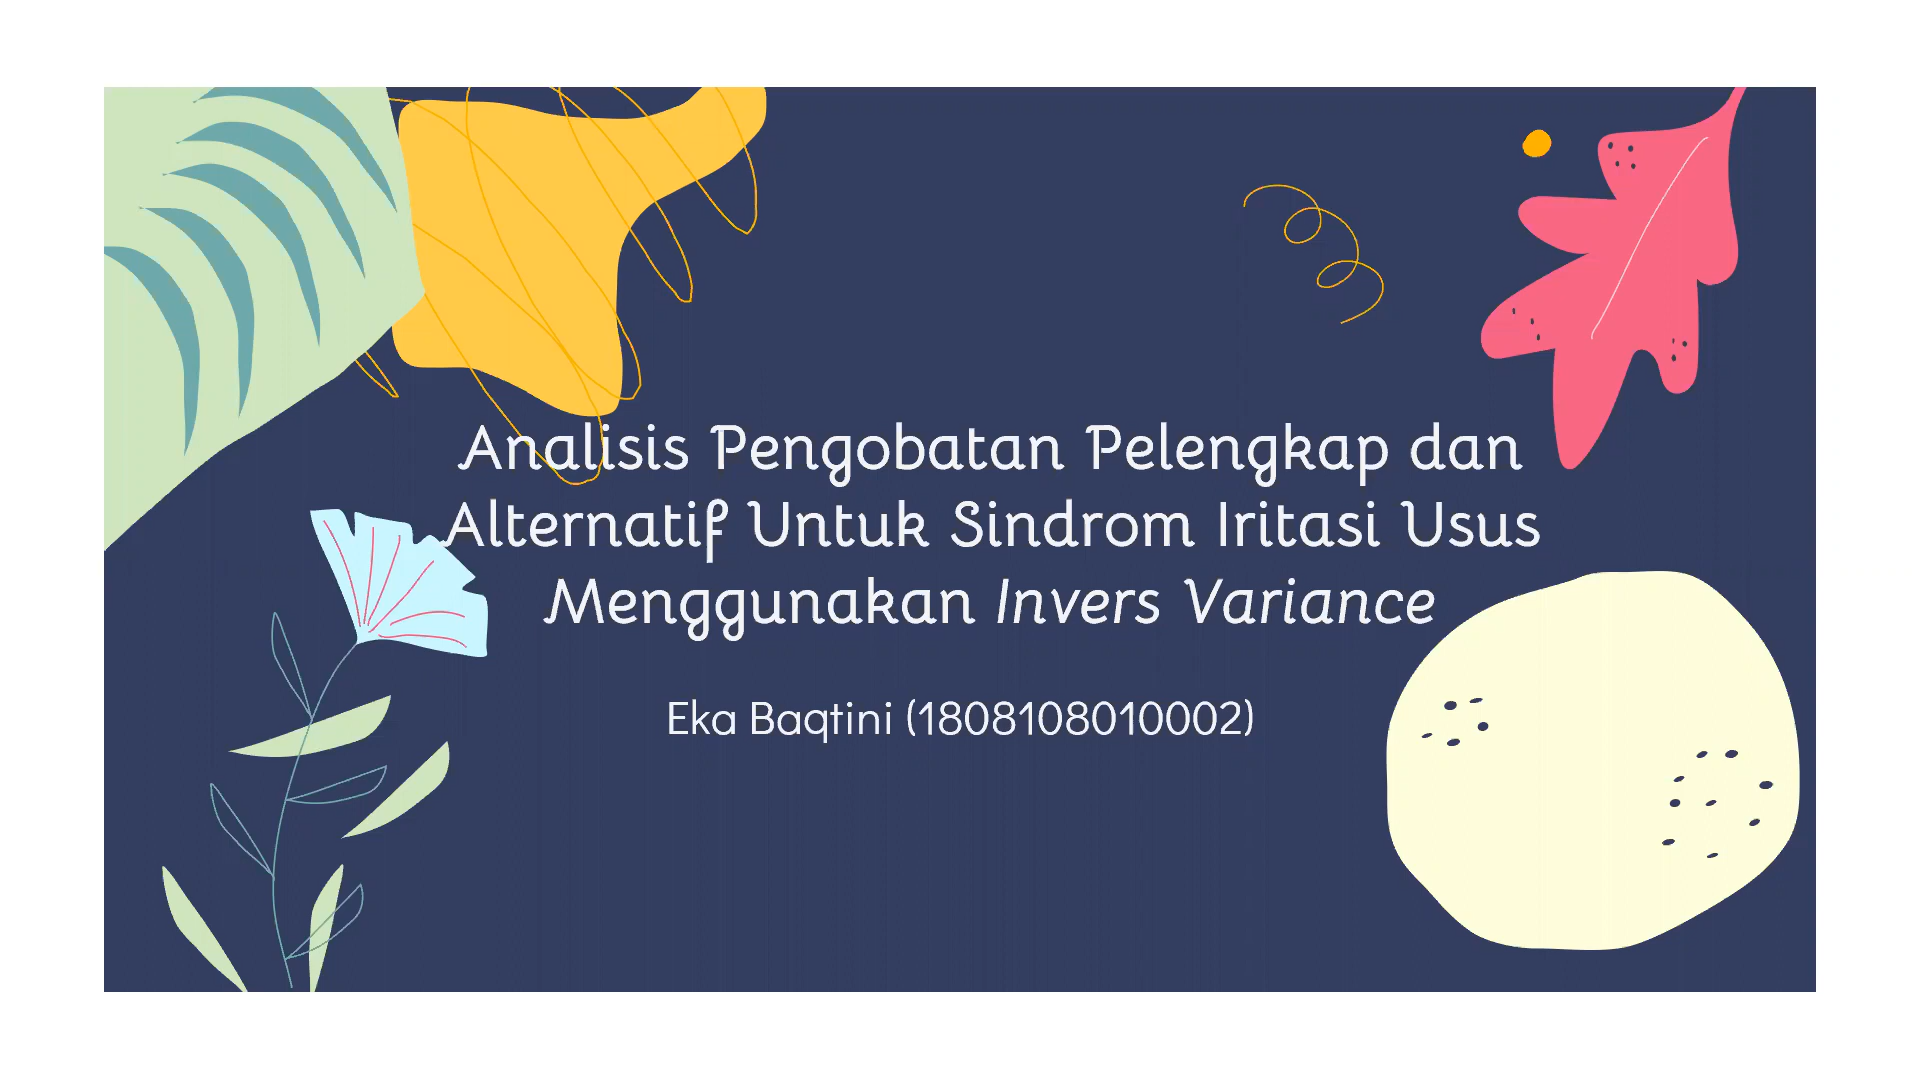 Analisis Pengobatan Pelengkap dan
Alternatif Untuk Sindrom Iritasi Usus
Menggunakan Invers Variance
Eka Baqtini (1808108010002)